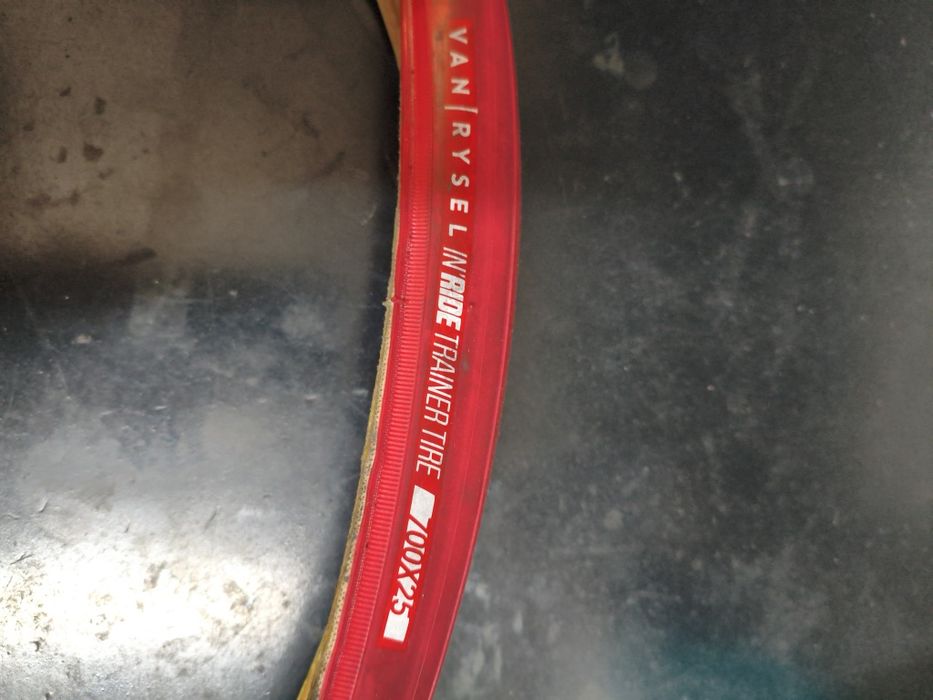 VAN RYSEL IN'RIDE TRAINER TIRE 700X25